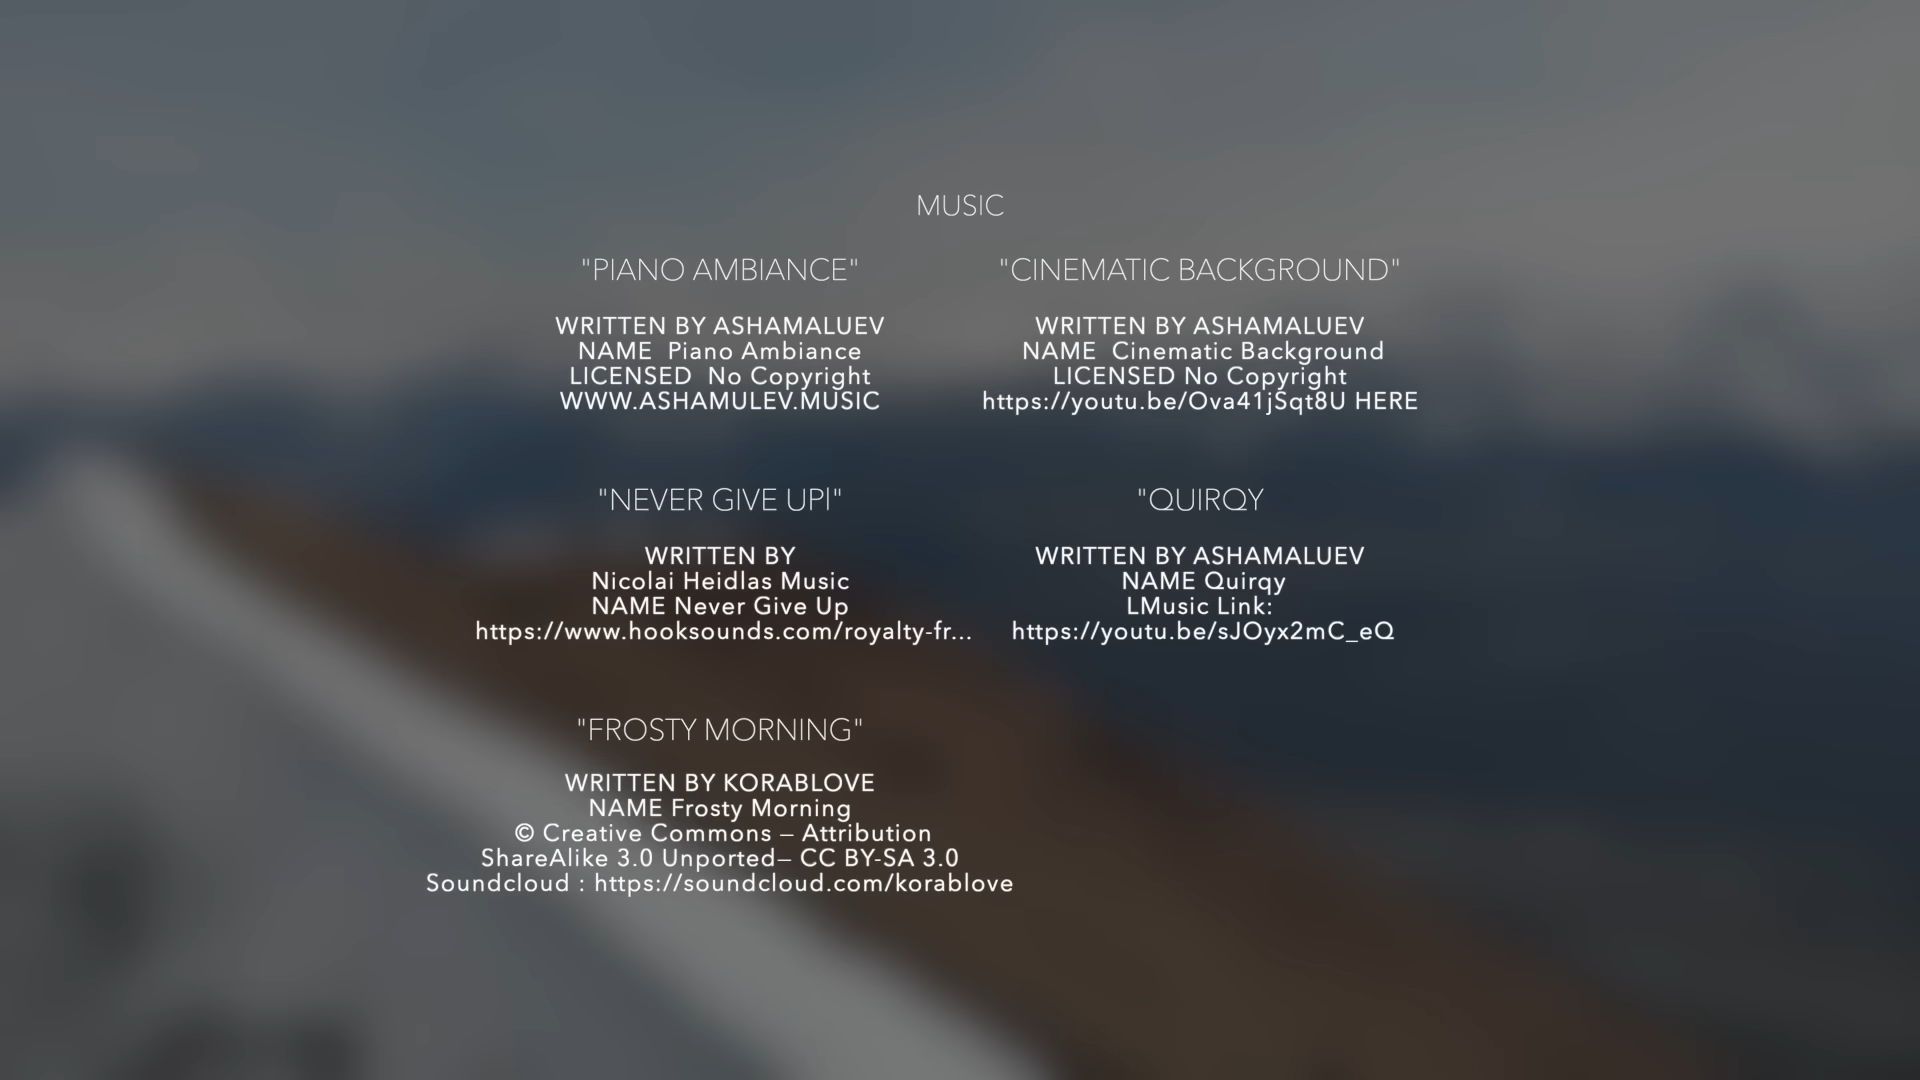 MUSIC
"PIANO AMBIANCE"
WRITTEN BY ASHAMALUEV
NAME  Piano Ambiance
LICENSED  No Copyright
WWW.ASHAMULEV.MUSIC
"CINEMATIC BACKGROUND"
WRITTEN BY ASHAMALUEV
NAME  Cinematic Background
LICENSED No Copyright
https://youtu.be/Ova41jSqt8U HERE
"NEVER GIVE UP|"
WRITTEN BY
Nicolai Heidlas Music
NAME Never Give Up
https://www.hooksounds.com/royalty-fr...
"QUIRQY
WRITTEN BY ASHAMALUEV
NAME Quirqy
LMusic Link:
https://youtu.be/sJOyx2mC_eQ
"FROSTY MORNING"
WRITTEN BY KORABLOVE
NAME Frosty Morning
© Creative Commons – Attribution
ShareAlike 3.0 Unported– CC BY-SA 3.0
Soundcloud : https://soundcloud.com/korablove